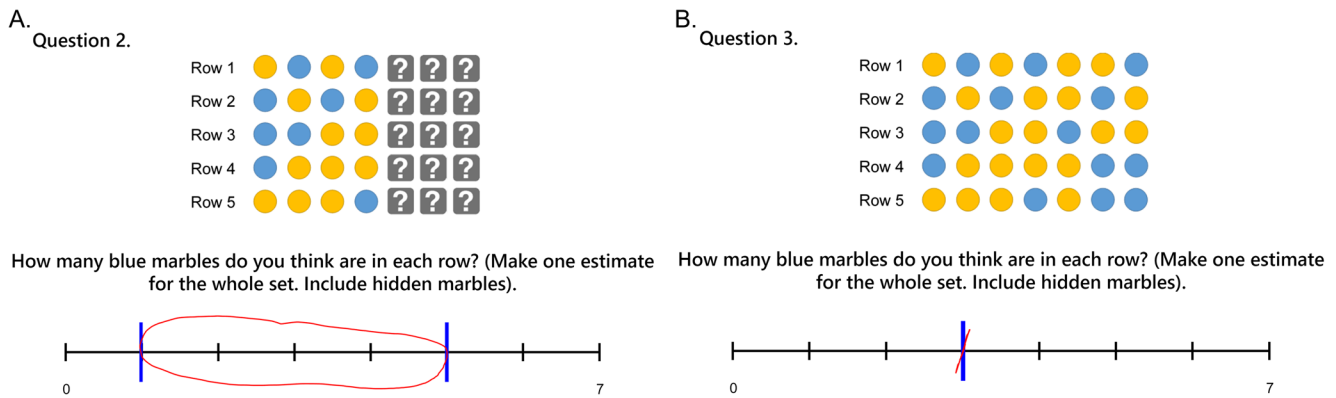 A.
Question 2.
Row 1 ? ? ?
Row 2 ? ? ?
Row 3 ? ? ?
Row 4 ? ? ?
Row 5 ? ? ?
How many blue marbles do you think are in each row? (Make one estimate
for the whole set. Include hidden marbles).
0 7
B.
Question 3.
Row 1
Row 2
Row 3
Row 4
Row 5
How many blue marbles do you think are in each row? (Make one estimate
for the whole set. Include hidden marbles).
0 7